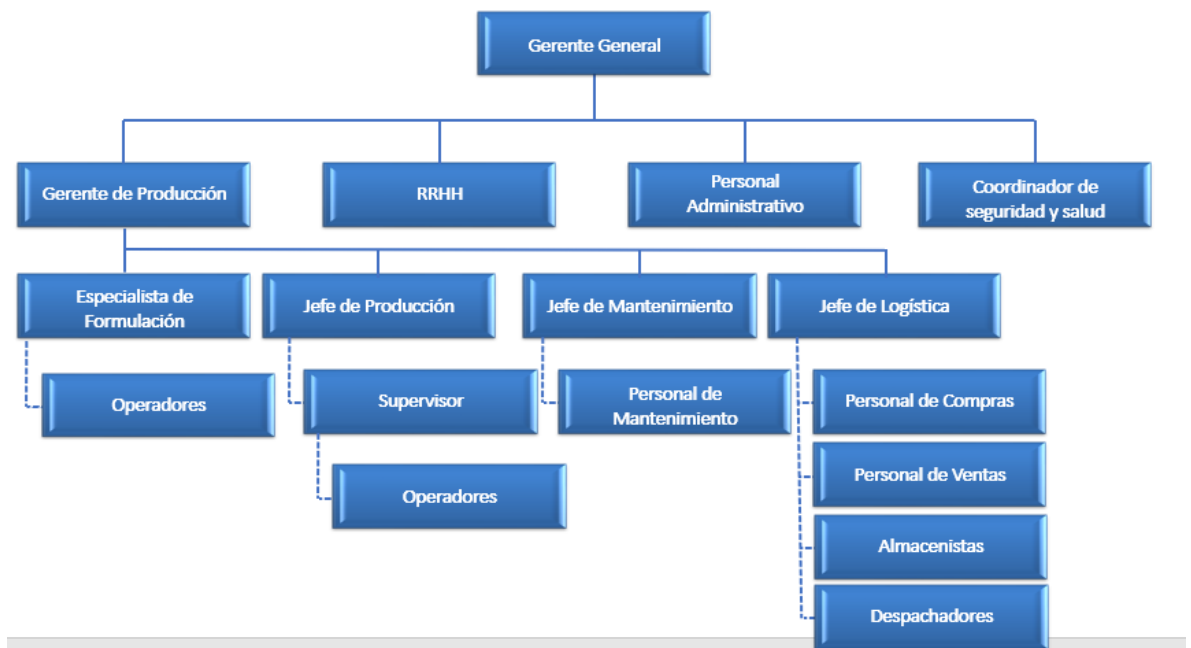 Gerente General
Gerente de Producción
RRHH
Personal
Administrativo
Coordinador de
seguridad y salud
Especialista de
Formulación
Jefe de Producción
Jefe de Mantenimiento
Jefe de Logística
Operadores
Supervisor
Personal de
Mantenimiento
Personal de Compras
Operadores
Personal de Ventas
Almacenistas
Despachadores